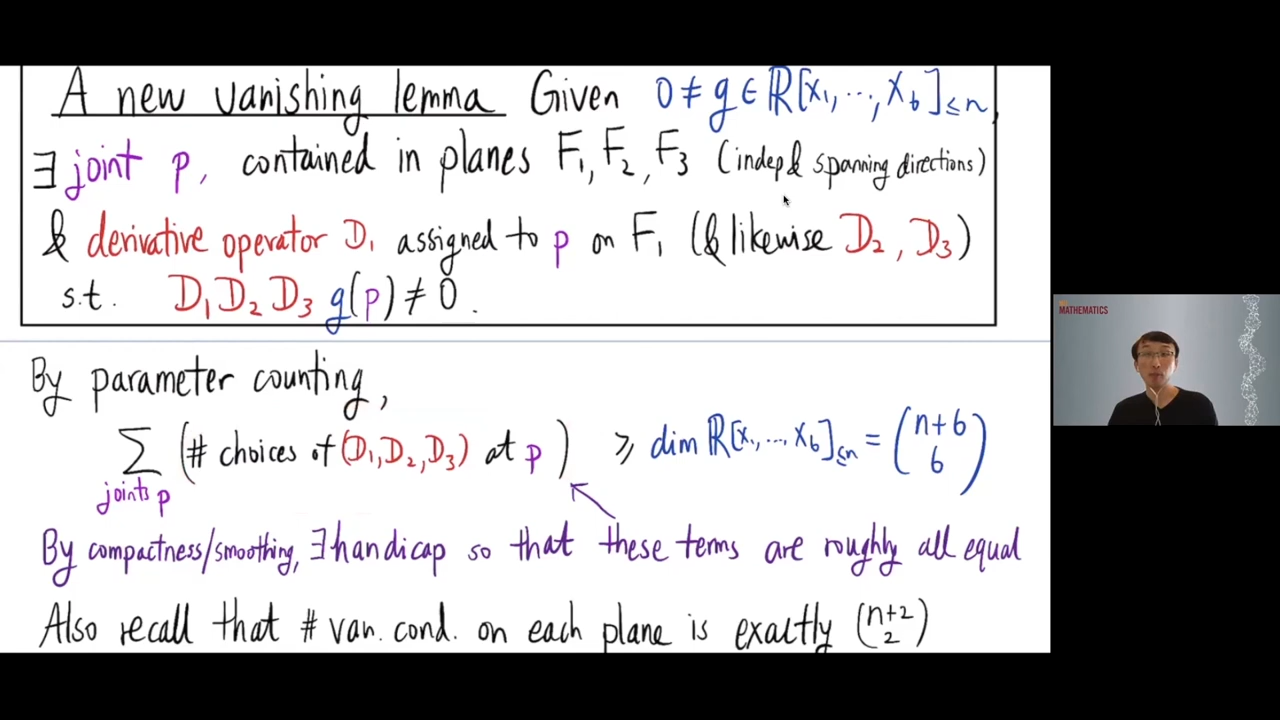 A new vanishing lemma Given 0 ≠ g ∈ ℝ[x₁, ..., x₆]≤n,
∃ joint p, contained in planes F₁, F₂, F₃ (indep & spanning directions)
& derivative operator D₁ assigned to p on F₁ (& likewise D₂, D₃)
s.t. D₁D₂D₃ g(p) ≠ 0.
By parameter counting,
∑ joints p (# choices of (D₁,D₂,D₃) at p) ⩾ dim ℝ[x₁, ... x₆]≤n = (n+6 6)
By compactness/smoothing, ∃ handicap so that these terms are roughly all equal
Also recall that # van. cond. on each plane is exactly (n+2 2)
MATHEMATICS